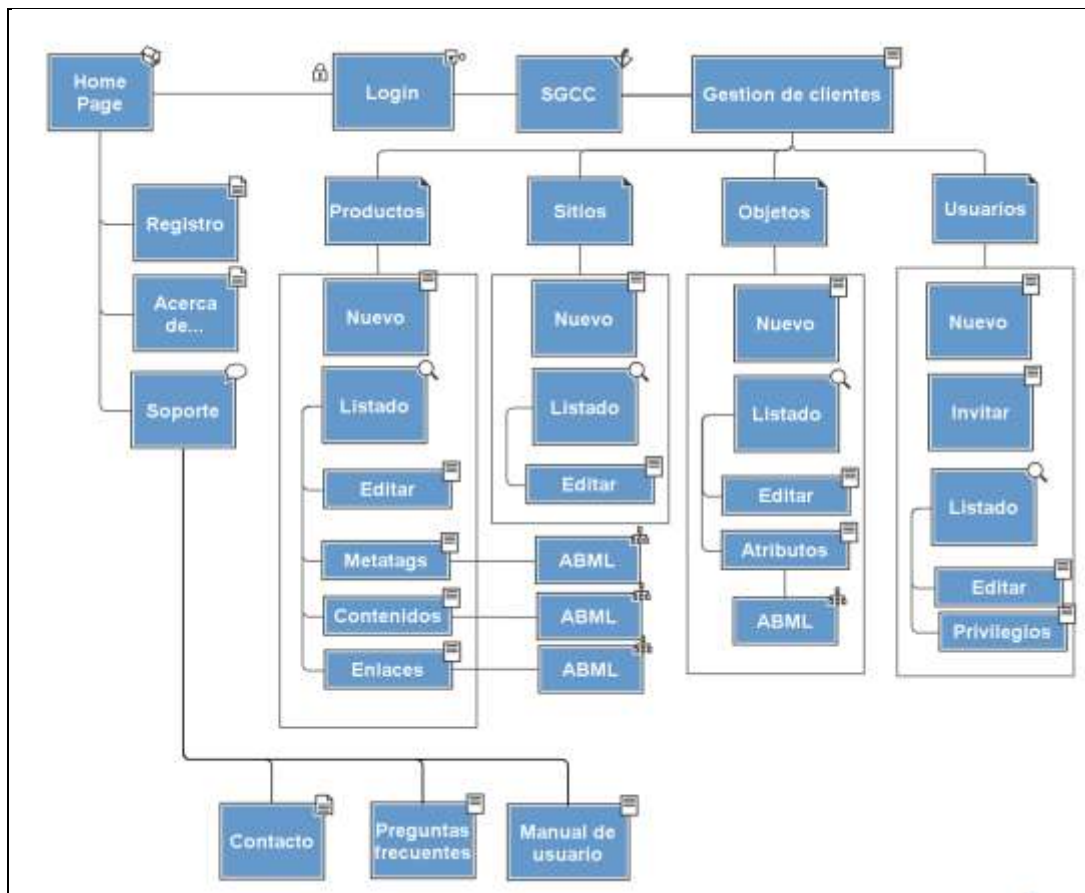 Home
Page
Login
SGCC
Gestion de clientes
Registro
Acerca
de...
Soporte
Productos
Sitios
Objetos
Usuarios
Nuevo
Listado
Editar
Metatags
ABML
Contenidos
ABML
Enlaces
ABML
Nuevo
Listado
Editar
Nuevo
Listado
Editar
Atributos
ABML
Nuevo
Invitar
Listado
Editar
Privilegios
Contacto
Preguntas
frecuentes
Manual de
usuario